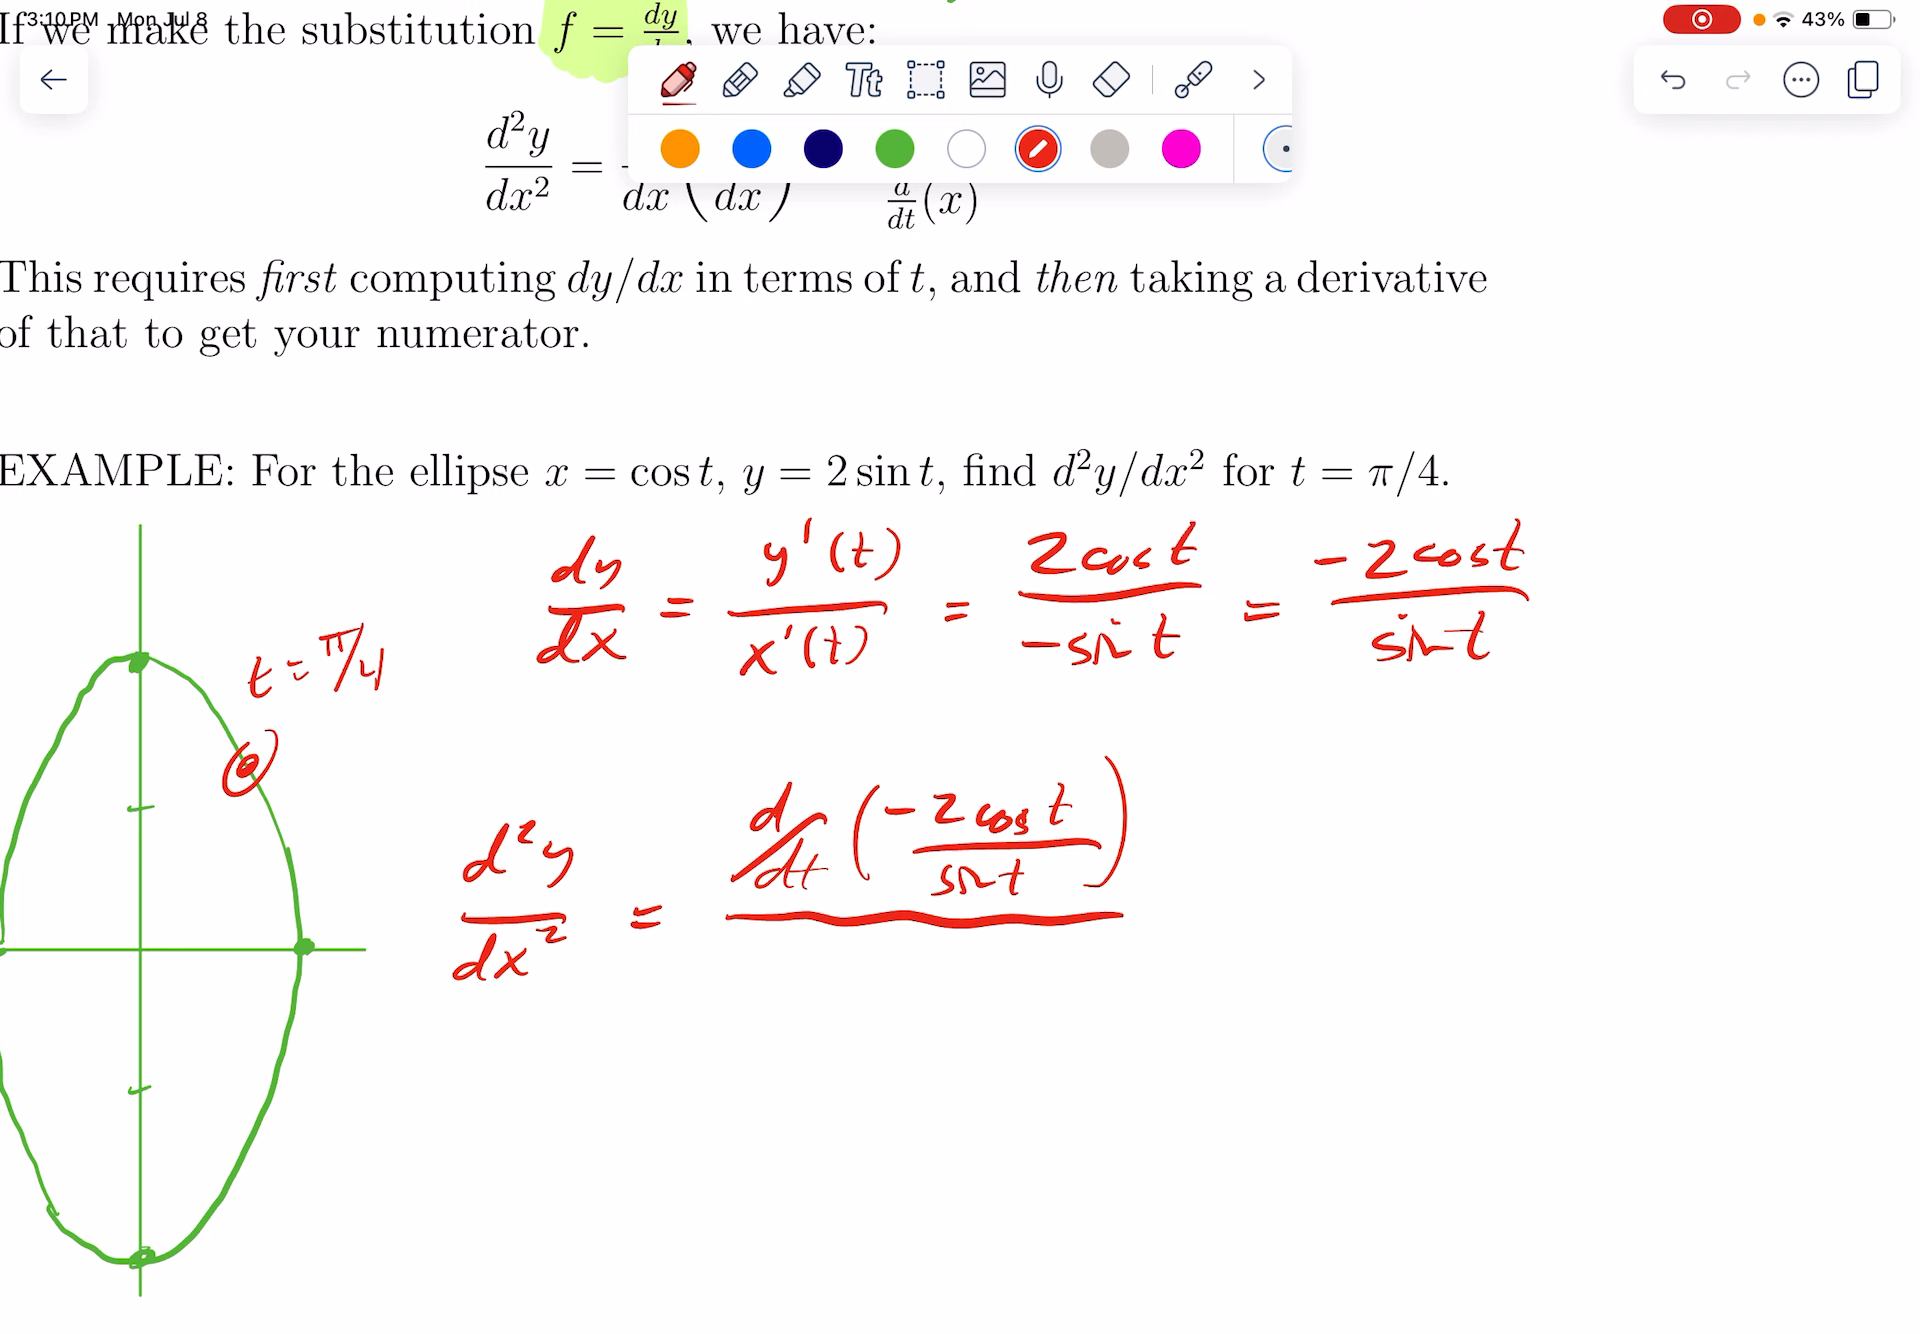 3:10 PM Mon Jul 8
43%
If we make the substitution f = dy/, we have:
Tt
d²y/dx² = /dx ( /dx ) /d/dt(x)
This requires first computing dy/dx in terms of t, and then taking a derivative
of that to get your numerator.
EXAMPLE: For the ellipse x = cos t, y = 2 sin t, find d²y/dx² for t = π/4.
dy/dx = y'(t)/x'(t) = 2cos t/-sin t = -2cos t/sin t
t = π/4
d²y/dx² = d/dt (-2 cos t/sin t)